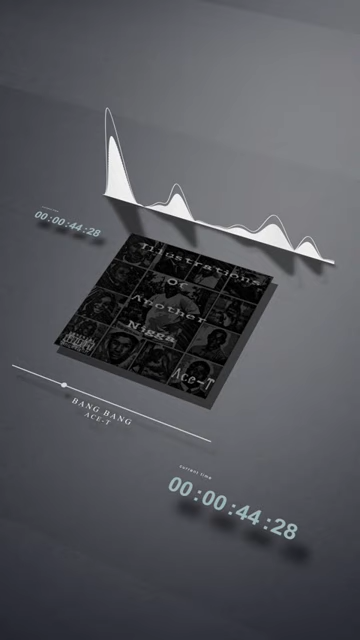 00:00:44:28
Illustrations
Of
Another
Nigga
Ace-T
BANG BANG
ACE-T
current time
00:00:44:28